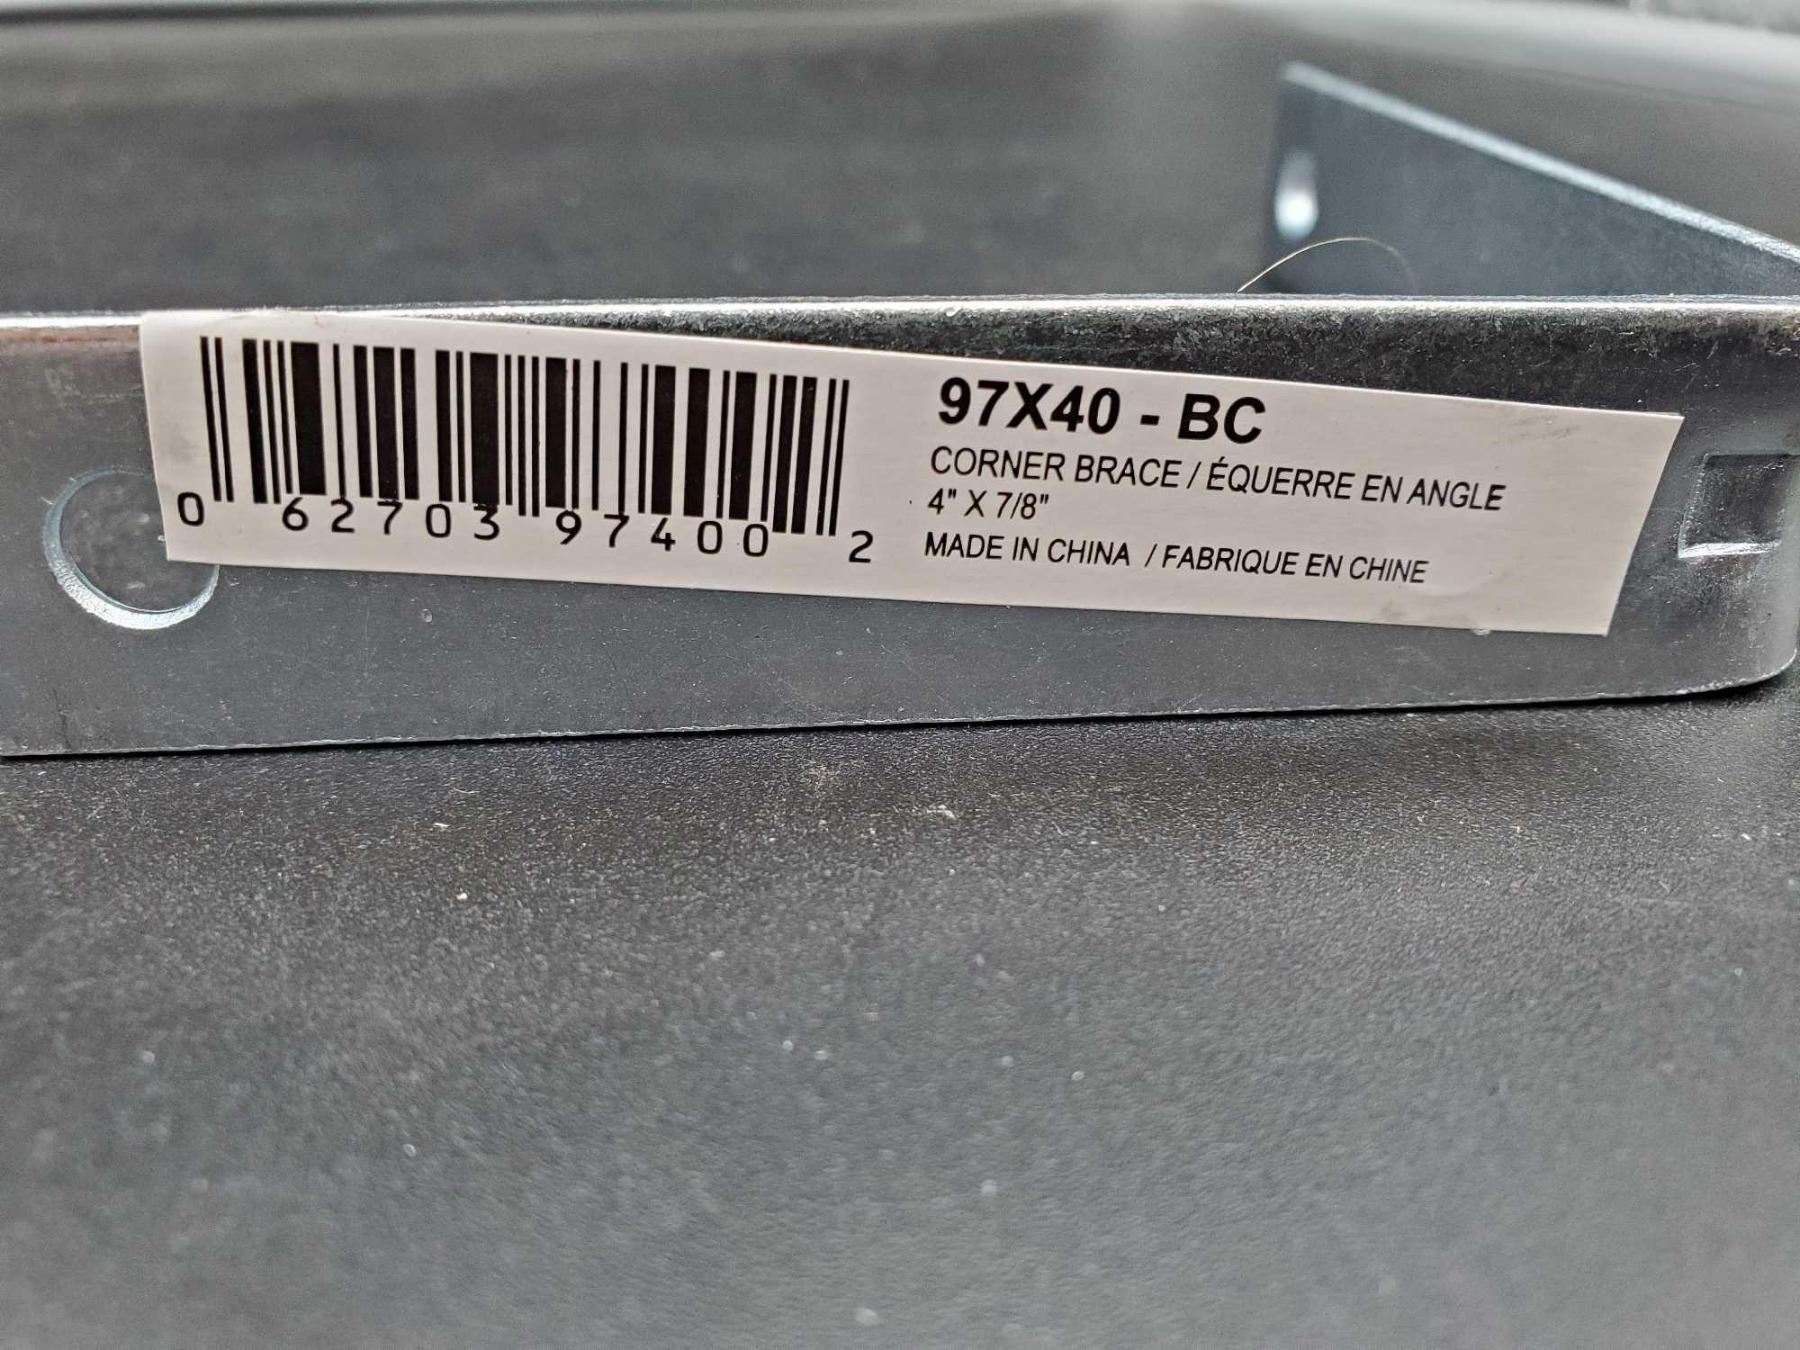 97X40 - BC
CORNER BRACE / ÉQUERRE EN ANGLE
4" X 7/8"
MADE IN CHINA / FABRIQUE EN CHINE
0 62703 97400 2